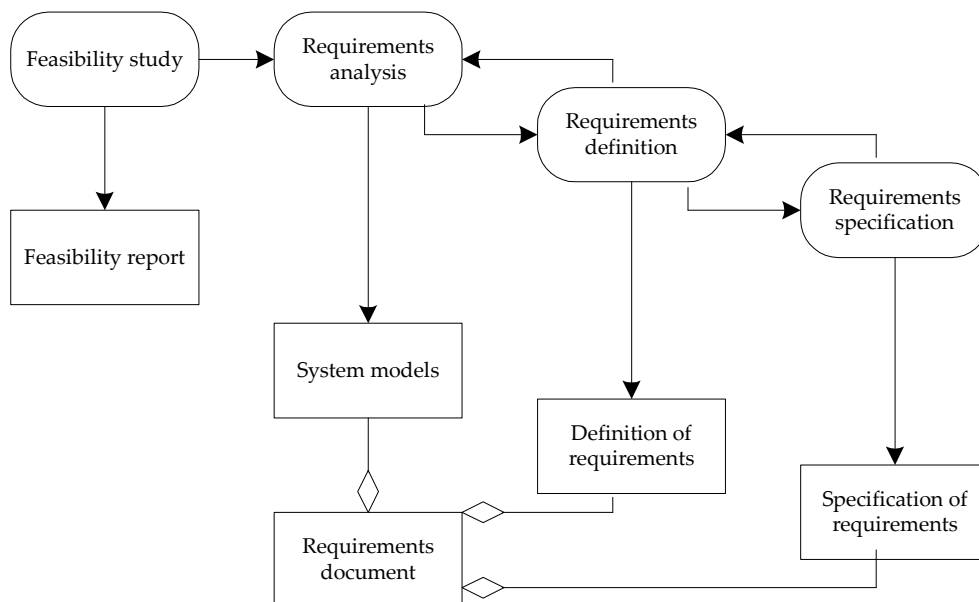 Feasibility study
Requirements
analysis
Requirements
definition
Requirements
specification
Feasibility report
System models
Definition of
requirements
Specification of
requirements
Requirements
document